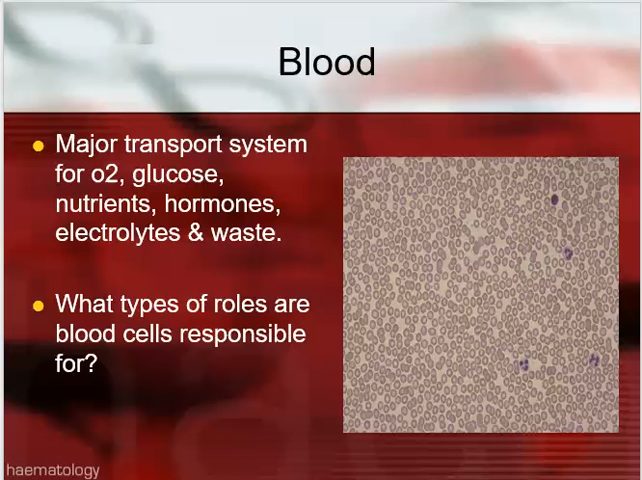 Blood
Major transport system
for o2, glucose,
nutrients, hormones,
electrolytes & waste.
What types of roles are
blood cells responsible
for?
haematology